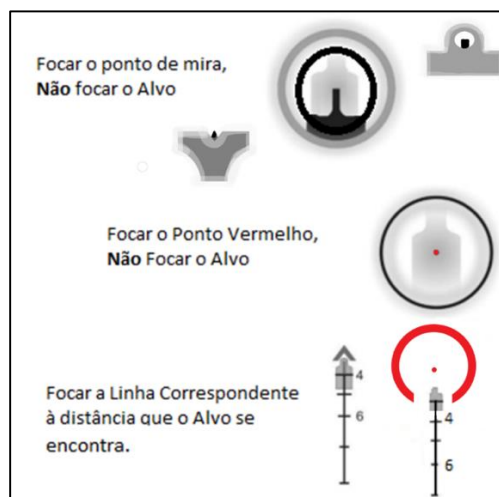 Focar o ponto de mira,
Não focar o Alvo
Focar o Ponto Vermelho,
Não Focar o Alvo
4
6
4
6
Focar a Linha Correspondente
à distância que o Alvo se
encontra.